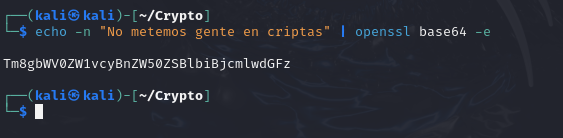 ┌──(kali㉿kali)-[~/Crypto]
└─$ echo -n "No metemos gente en criptas" | openssl base64 -e
Tm8gbWV0ZW1vcyBnZW50ZSBlbiBjcmlwdGFz
┌──(kali㉿kali)-[~/Crypto]
└─$